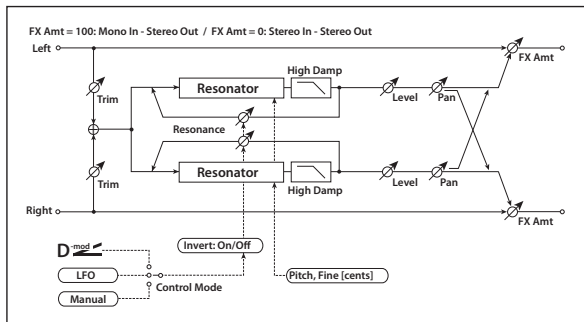 FX Amt = 100: Mono In - Stereo Out / FX Amt = 0: Stereo In - Stereo Out
Left
FX Amt
High Damp
Resonator
Trim
Level
Pan
Resonance
Resonator
Level
Pan
Trim
High Damp
Right
FX Amt
Invert: On/Off
D-mod
LFO
Pitch, Fine [cents]
Control Mode
Manual